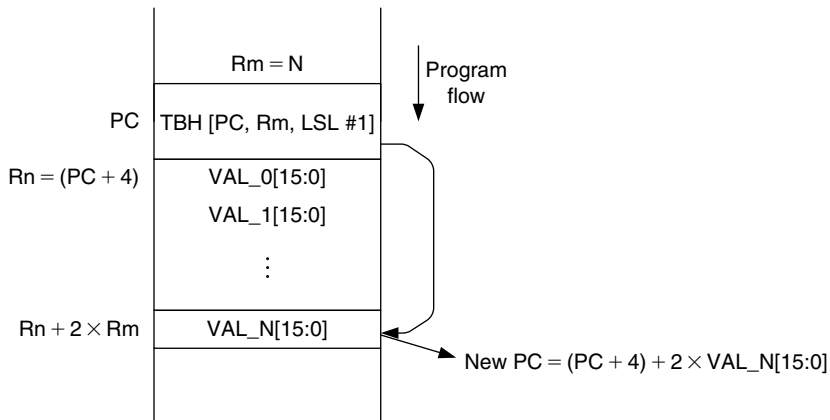 Rm = N
Program
flow
PC
TBH [PC, Rm, LSL #1]
Rn = (PC + 4)
VAL_0[15:0]
VAL_1[15:0]
⋮
Rn + 2 × Rm
VAL_N[15:0]
New PC = (PC + 4) + 2 × VAL_N[15:0]